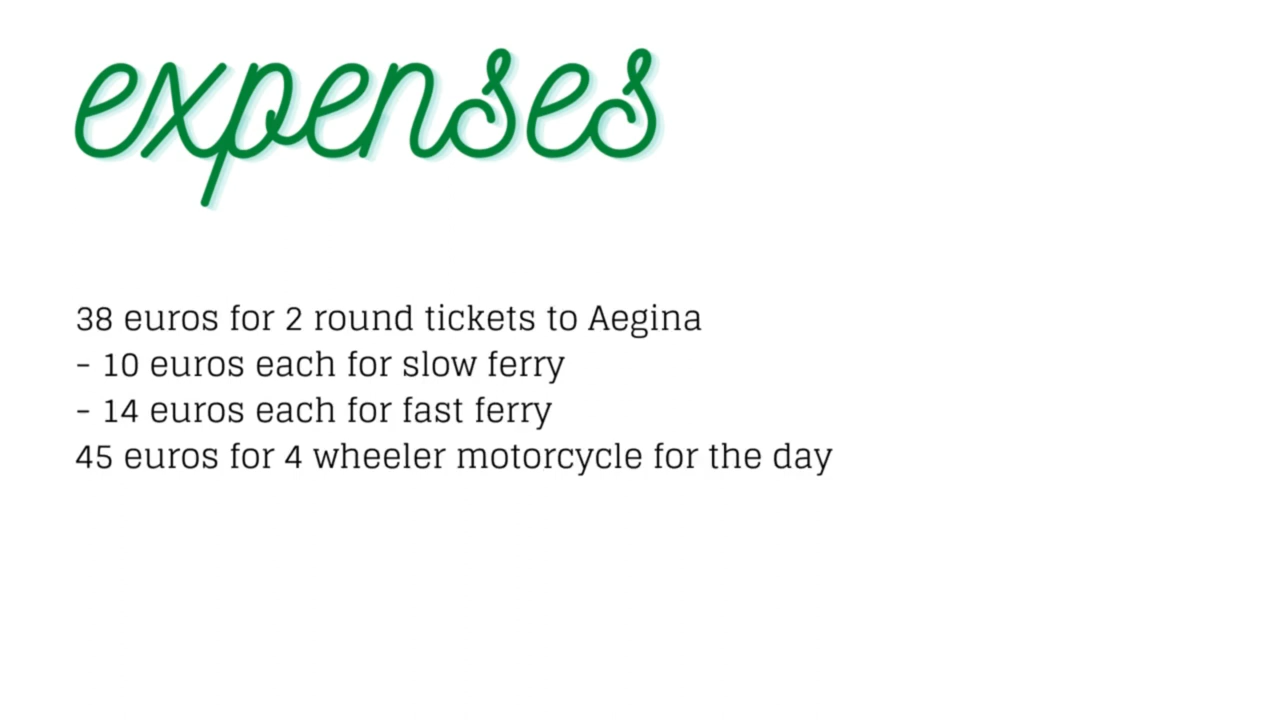 expenses
38 euros for 2 round tickets to Aegina
- 10 euros each for slow ferry
- 14 euros each for fast ferry
45 euros for 4 wheeler motorcycle for the day